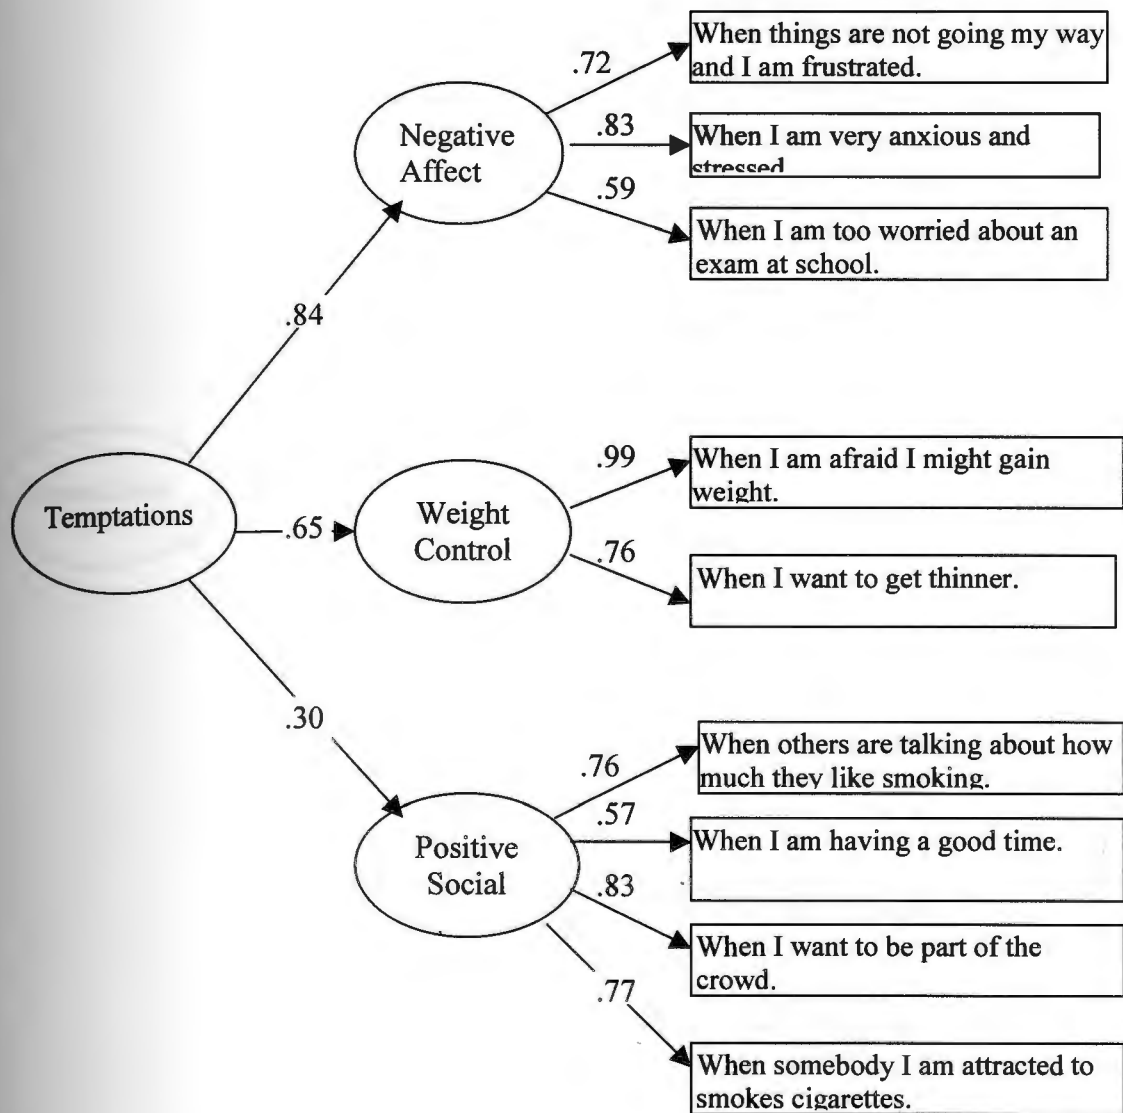 When things are not going my way
and I am frustrated.
.72
Negative
Affect
.83
When I am very anxious and
stressed
.59
When I am too worried about an
exam at school.
.84
Temptations
.65
Weight
Control
.99
When I am afraid I might gain
weight.
.76
When I want to get thinner.
.30
Positive
Social
.76
When others are talking about how
much they like smoking.
.57
When I am having a good time.
.83
When I want to be part of the
crowd.
.77
When somebody I am attracted to
smokes cigarettes.